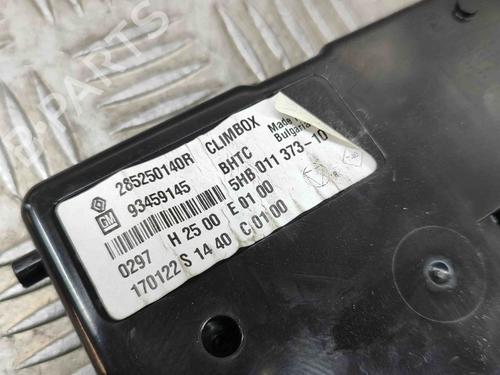 CLIMBOX
Made
Bulgaria
285250140R
BHTC
93459145
5HB 011 373-10
GM
0297
H 25 00
E 01 00
170122
S 14 40
C 01 00
B-PARTS